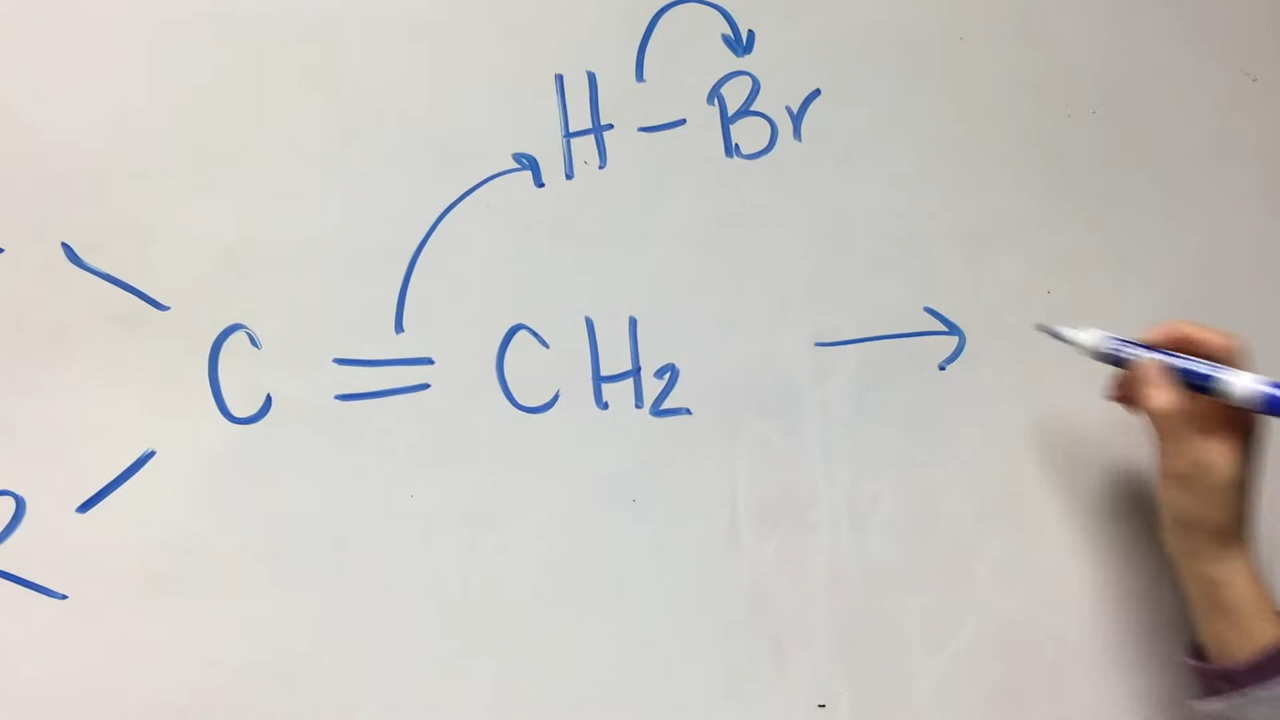 H – Br
C = CH₂ →
R